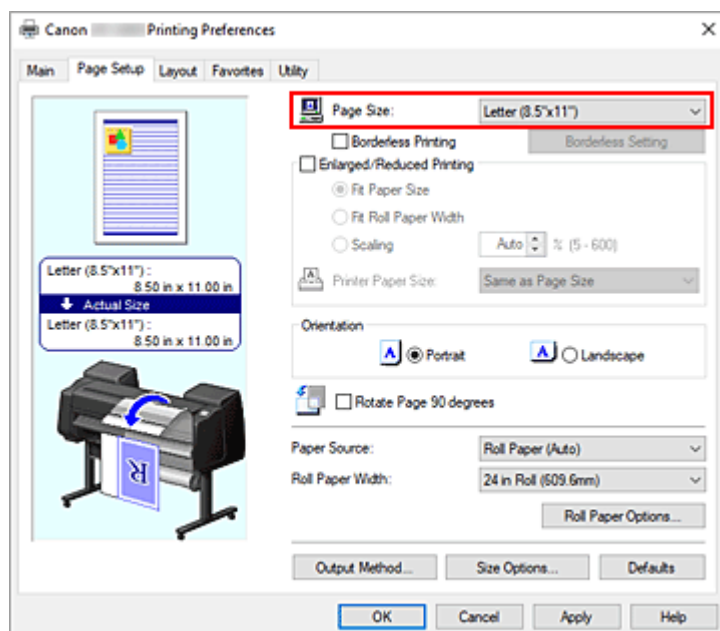 Canon Printing Preferences
Main Page Setup Layout Favorites Utility
Page Size: Letter (8.5"x11")
Borderless Printing Borderless Setting
Enlarged/Reduced Printing
Fit Paper Size
Fit Roll Paper Width
Scaling Auto % (5 - 600)
Printer Paper Size: Same as Page Size
Letter (8.5"x11") :
8.50 in x 11.00 in
Actual Size
Letter (8.5"x11") :
8.50 in x 11.00 in
Orientation
A Portrait A Landscape
Rotate Page 90 degrees
R
Paper Source: Roll Paper (Auto)
Roll Paper Width: 24 in Roll (609.6mm)
Roll Paper Options...
Output Method... Size Options... Defaults
OK Cancel Apply Help